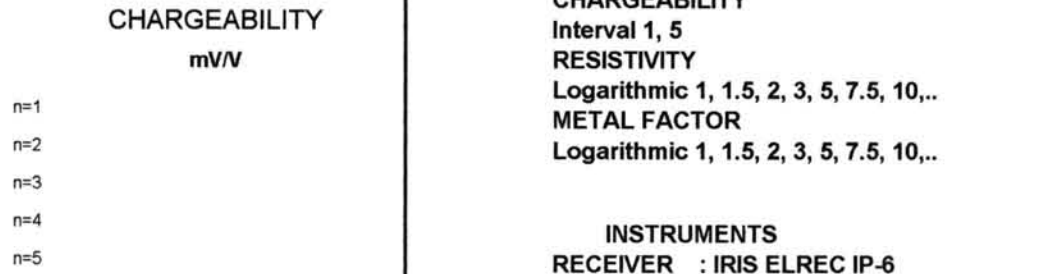 CHARGEABILITY
mV/V
n=1
n=2
n=3
n=4
n=5
CHARGEABILITY
Interval 1, 5
RESISTIVITY
Logarithmic 1, 1.5, 2, 3, 5, 7.5, 10,..
METAL FACTOR
Logarithmic 1, 1.5, 2, 3, 5, 7.5, 10,..
INSTRUMENTS
RECEIVER : IRIS ELREC IP-6